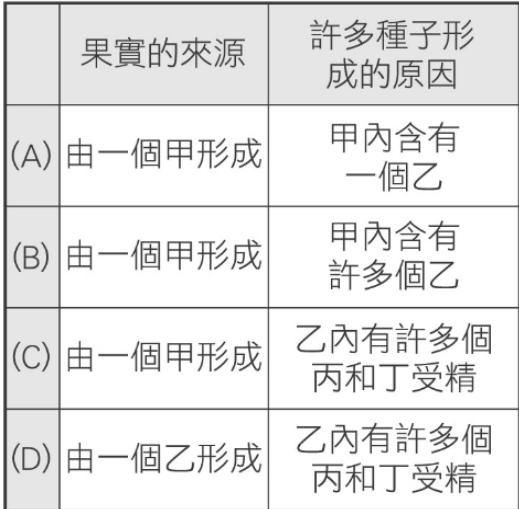 果實的來源
許多種子形
成的原因
(A)
由一個甲形成
甲內含有
一個乙
(B)
由一個甲形成
甲內含有
許多個乙
(C)
由一個甲形成
乙內有許多個
丙和丁受精
(D)
由一個乙形成
乙內有許多個
丙和丁受精